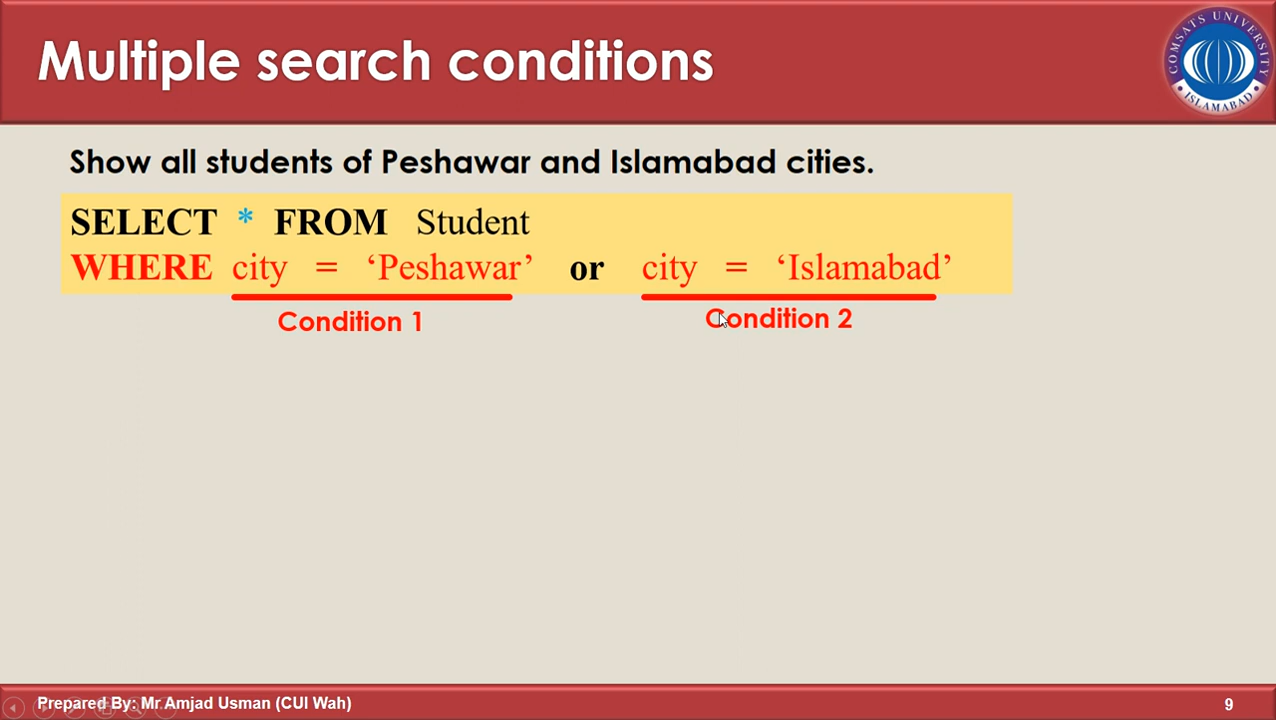 Multiple search conditions
COMSATS UNIVERSITY
ISLAMABAD
Show all students of Peshawar and Islamabad cities.
SELECT * FROM Student
WHERE city = ‘Peshawar’ or city = ‘Islamabad’
Condition 1 Condition 2
Prepared By: Mr.Amjad Usman (CUI Wah) 9